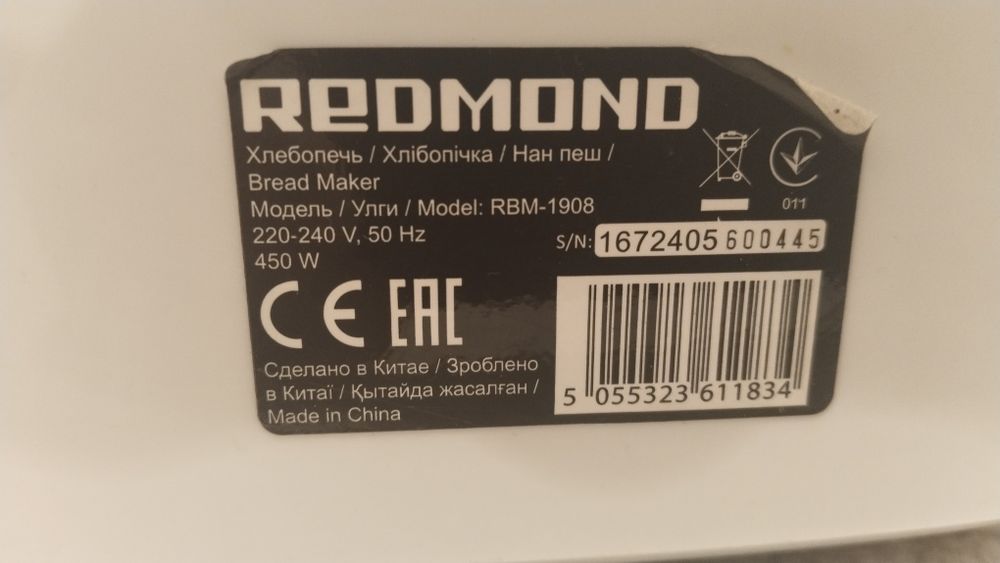 REDMOND
Хлебопечь / Хлібопічка / Нан пеш /
Bread Maker
Модель / Улги / Model: RBM-1908
220-240 V, 50 Hz
450 W
011
S/N: 1672405 600445
CE EAC
Сделано в Китае / Зроблено
в Китаї / Қытайда жасалған /
Made in China
5 055323 611834